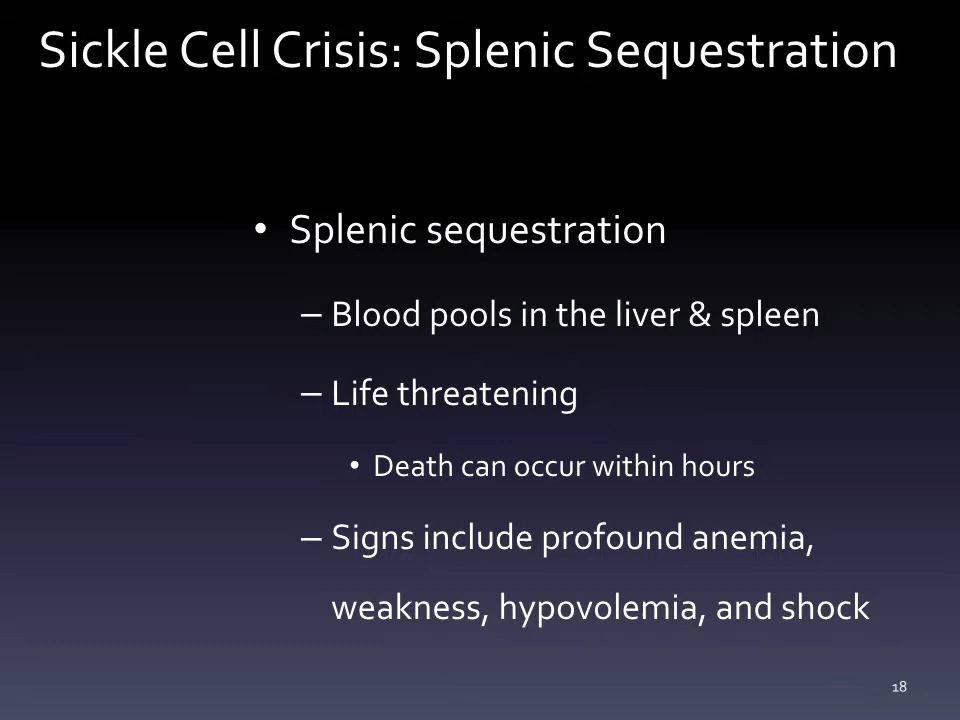 Sickle Cell Crisis: Splenic Sequestration
• Splenic sequestration
– Blood pools in the liver & spleen
– Life threatening
• Death can occur within hours
– Signs include profound anemia,
weakness, hypovolemia, and shock
18